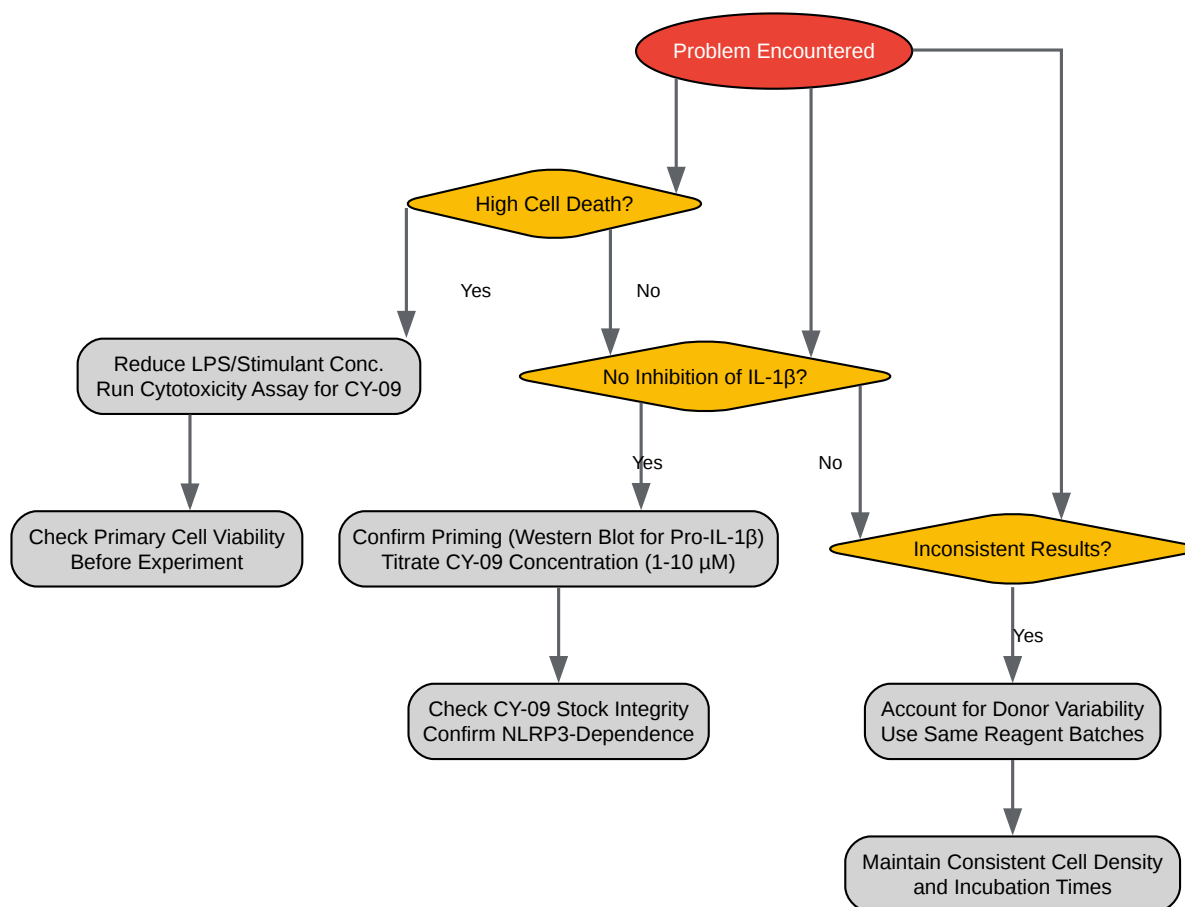 Problem Encountered
High Cell Death?
Yes
No
Reduce LPS/Stimulant Conc.
Run Cytotoxicity Assay for CY-09
No Inhibition of IL-1β?
Yes
No
Check Primary Cell Viability
Before Experiment
Confirm Priming (Western Blot for Pro-IL-1β)
Titrate CY-09 Concentration (1-10 µM)
Inconsistent Results?
Yes
Check CY-09 Stock Integrity
Confirm NLRP3-Dependence
Account for Donor Variability
Use Same Reagent Batches
Maintain Consistent Cell Density
and Incubation Times